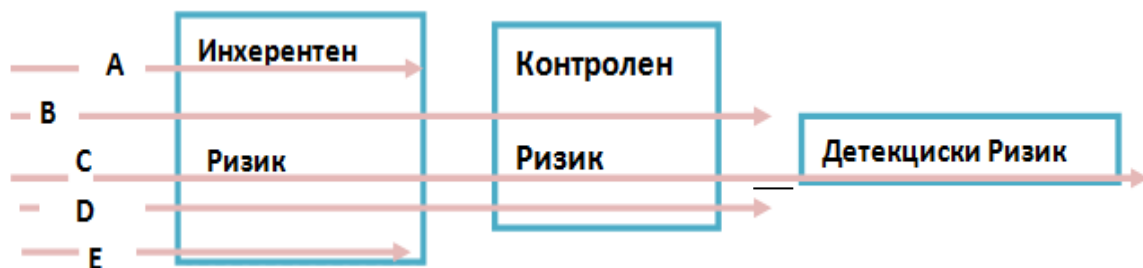 A
Инхерентен
Контролен
B
C
Ризик
Ризик
Детекциски Ризик
D
E